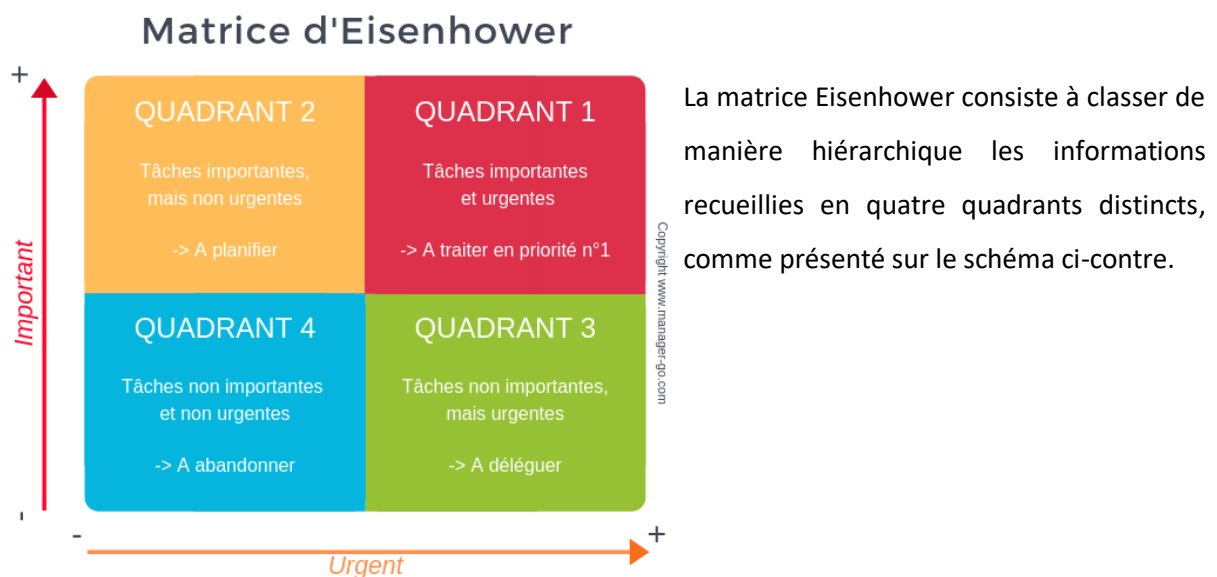 Matrice d'Eisenhower
+
QUADRANT 2
Tâches importantes,
mais non urgentes
-> A planifier
QUADRANT 1
Tâches importantes
et urgentes
-> A traiter en priorité n°1
Important
QUADRANT 4
Tâches non importantes
et non urgentes
-> A abandonner
QUADRANT 3
Tâches non importantes,
mais urgentes
-> A déléguer
-
-
+
Urgent
Copyright www.manager-go.com
La matrice Eisenhower consiste à classer de
manière hiérarchique les informations
recueillies en quatre quadrants distincts,
comme présenté sur le schéma ci-contre.